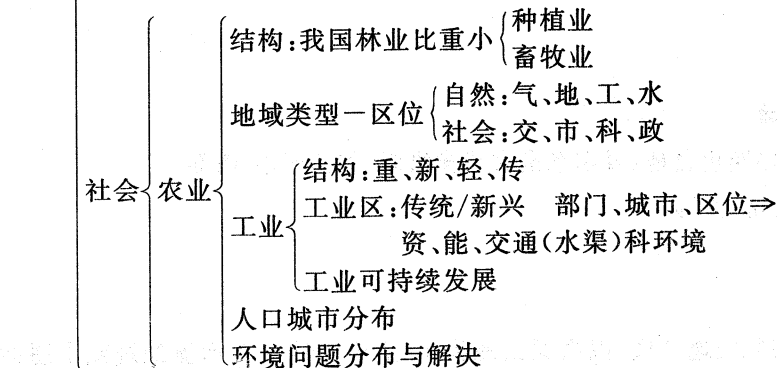 社会
农业
结构:我国林业比重小
种植业
畜牧业
地域类型—区位
自然:气、地、工、水
社会:交、市、科、政
工业
结构:重、新、轻、传
工业区:传统/新兴 部门、城市、区位⇒
资、能、交通(水渠)科环境
工业可持续发展
人口城市分布
环境问题分布与解决